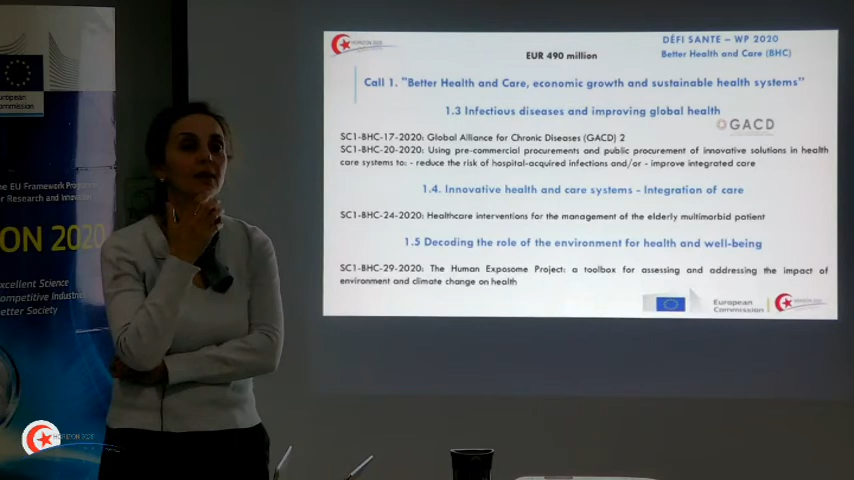 European
Commission
The EU Framework Programme
for Research and Innovation
HORIZON 2020
Excellent Science
Competitive Industries
Better Society
HORIZON 2020
HORIZON 2020
EUR 490 million
DÉFI SANTE – WP 2020
Better Health and Care (BHC)
Call 1. "Better Health and Care, economic growth and sustainable health systems"
1.3 Infectious diseases and improving global health
GACD
SC1-BHC-17-2020: Global Alliance for Chronic Diseases (GACD) 2
SC1-BHC-20-2020: Using pre-commercial procurements and public procurement of innovative solutions in health
care systems to: - reduce the risk of hospital-acquired infections and/or - improve integrated care
1.4. Innovative health and care systems - Integration of care
SC1-BHC-24-2020: Healthcare interventions for the management of the elderly multimorbid patient
1.5 Decoding the role of the environment for health and well-being
SC1-BHC-29-2020: The Human Exposome Project: a toolbox for assessing and addressing the impact of
environment and climate change on health
European
Commission
HORIZON 2020